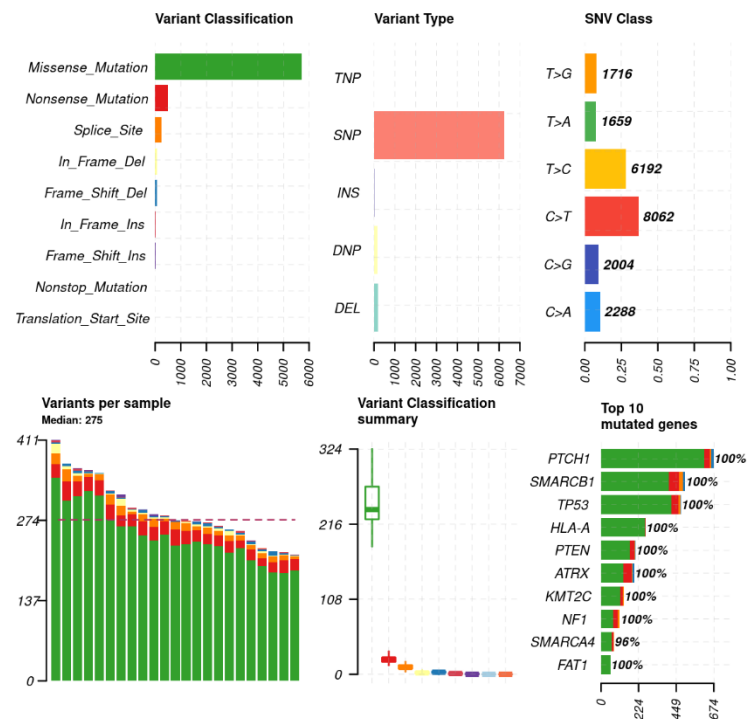 Variant Classification
Missense_Mutation
Nonsense_Mutation
Splice_Site
In_Frame_Del
Frame_Shift_Del
In_Frame_Ins
Frame_Shift_Ins
Nonstop_Mutation
Translation_Start_Site
0
1000
2000
3000
4000
5000
6000
Variant Type
TNP
SNP
INS
DNP
DEL
0
1000
2000
3000
4000
5000
6000
7000
SNV Class
T>G 1716
T>A 1659
T>C 6192
C>T 8062
C>G 2004
C>A 2288
0.00
0.25
0.50
0.75
1.00
Variants per sample
Median: 275
411
274
137
0
Variant Classification
summary
324
216
108
0
Top 10
mutated genes
PTCH1 100%
SMARCB1 100%
TP53 100%
HLA-A 100%
PTEN 100%
ATRX 100%
KMT2C 100%
NF1 100%
SMARCA4 96%
FAT1 100%
0
224
449
674